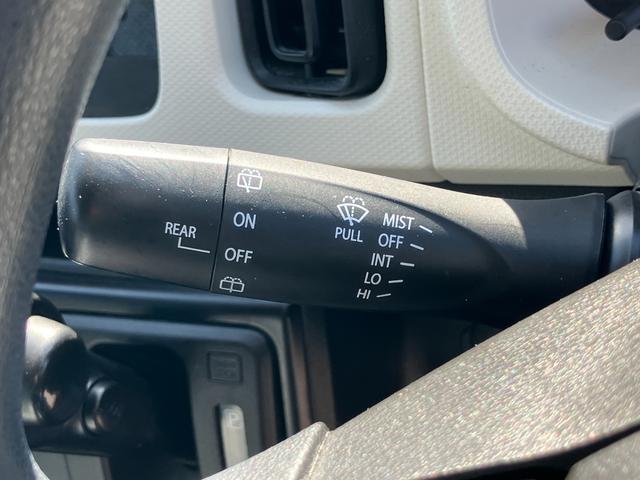 REAR
ON
OFF
PULL
MIST
OFF
INT
LO
HI
P